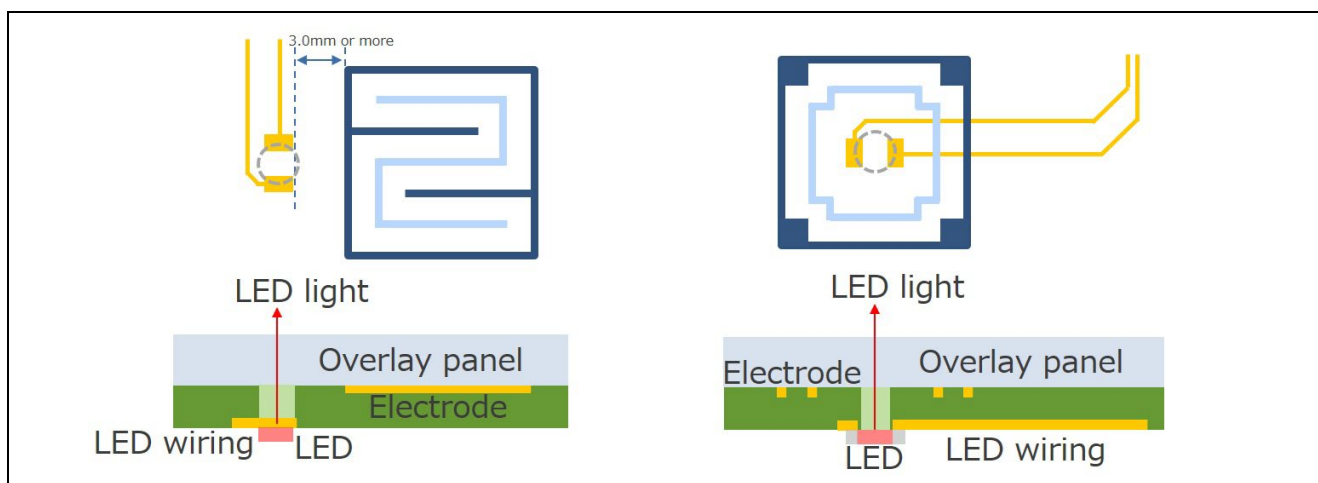 3.0mm or more
LED light
Overlay panel
Electrode
LED wiring
LED
LED light
Electrode
Overlay panel
LED
LED wiring